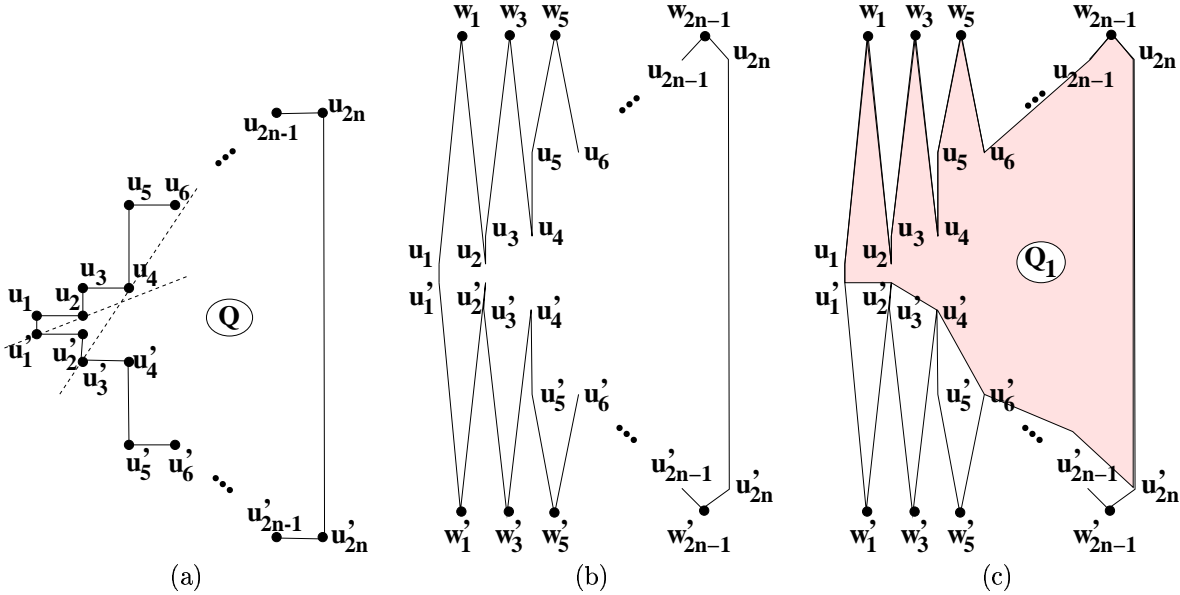 u1
u2
u3
u4
u5
u6
u2n-1
u2n
Q
u1'
u2'
u3'
u4'
u5'
u6'
u2n-1'
u2n'
(a)
w1 w3 w5 w2n−1
u2n
u2n−1
u5 u6
u3 u4
u1 u2
u1' u2' u3' u4'
u5' u6'
u2n−1' u2n'
w1' w3' w5' w2n−1'
(b)
w1 w3 w5 w2n−1
u2n
u2n−1
u5 u6
u3 u4
u1 u2
Q1
u1' u2' u3' u4'
u5' u6'
u2n−1' u2n'
w1' w3' w5' w2n−1'
(c)